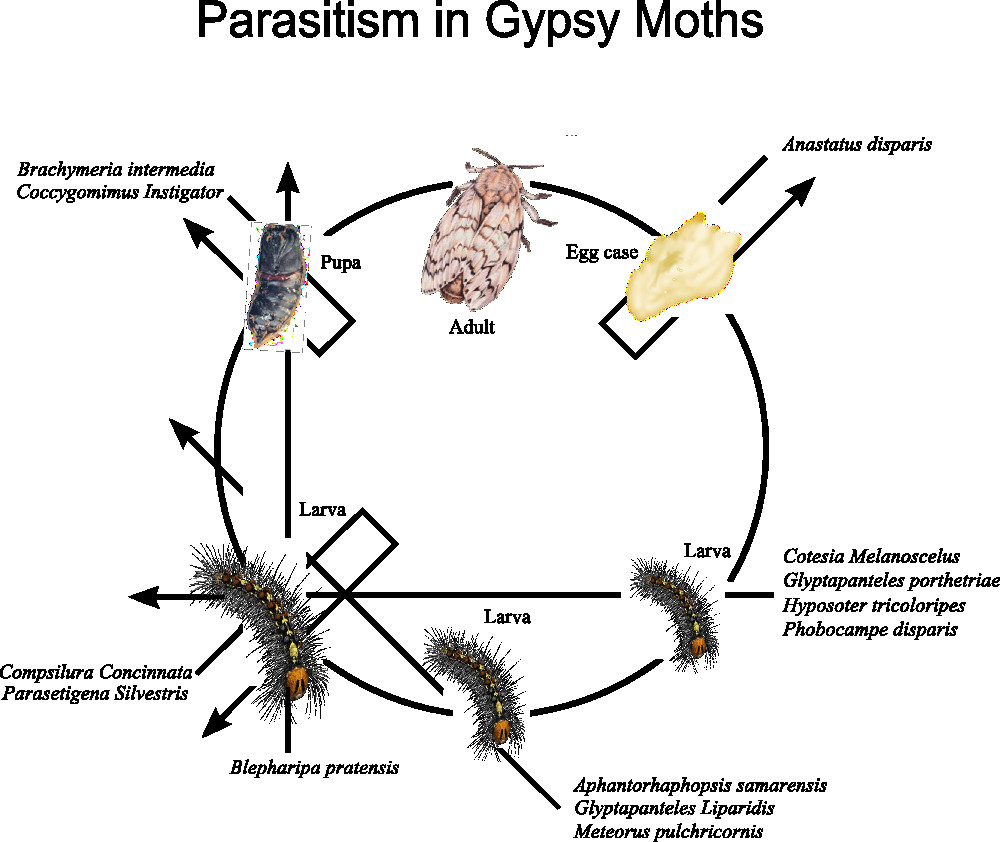 Parasitism in Gypsy Moths
Anastatus disparis
Brachymeria intermedia
Coccygomimus Instigator
Egg case
Pupa
Adult
Larva
Larva
Cotesia Melanoscelus
Glyptapanteles porthetriae
Hyposoter tricoloripes
Phobocampe disparis
Larva
Compsilura Concinnata
Parasetigena Silvestris
Blepharipa pratensis
Aphantorhaphopsis samarensis
Glyptapanteles Liparidis
Meteorus pulchricornis